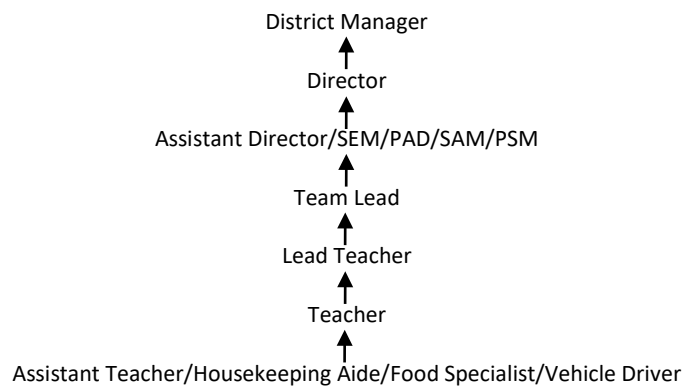 District Manager
Director
Assistant Director/SEM/PAD/SAM/PSM
Team Lead
Lead Teacher
Teacher
Assistant Teacher/Housekeeping Aide/Food Specialist/Vehicle Driver